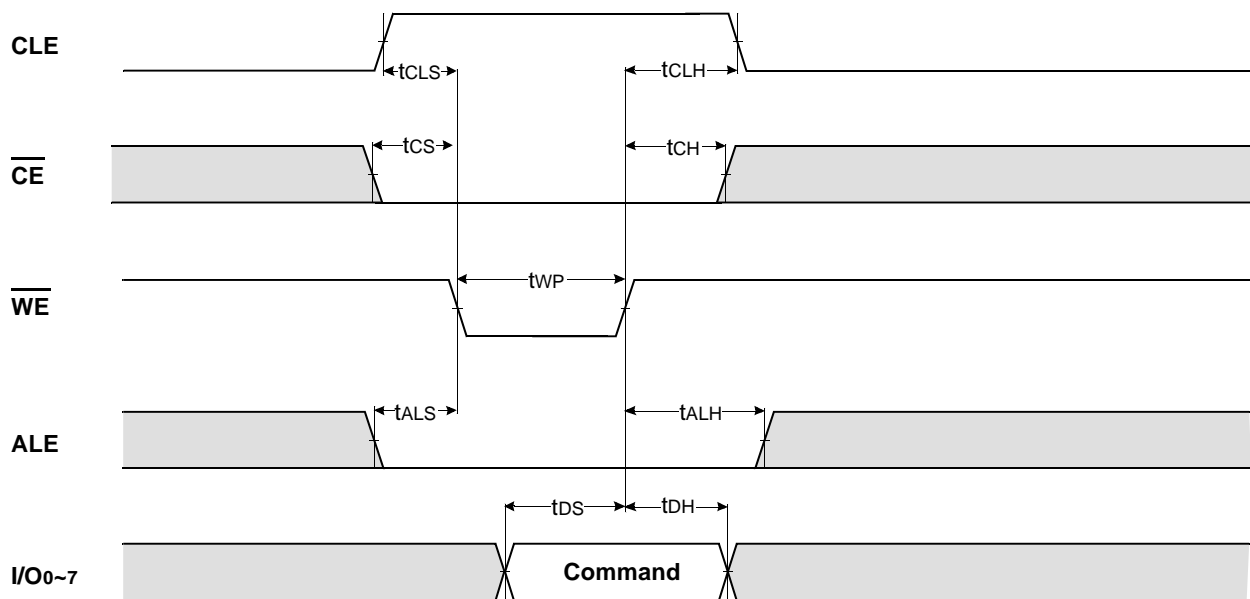 CLE
tCLS
tCLH
CE
tCS
tCH
WE
tWP
ALE
tALS
tALH
I/O0~7
tDS
tDH
Command